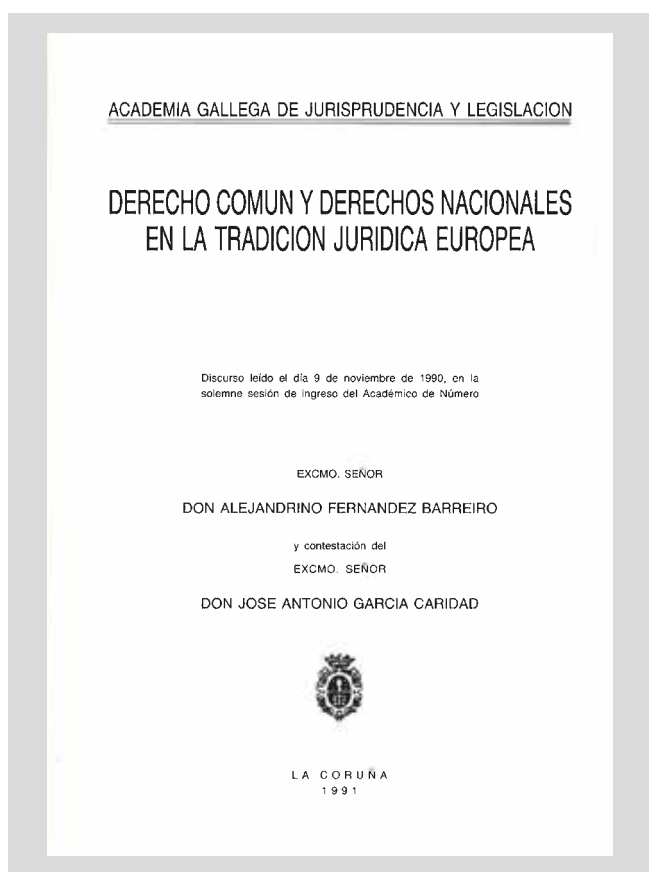 ACADEMIA GALLEGA DE JURISPRUDENCIA Y LEGISLACION
DERECHO COMUN Y DERECHOS NACIONALES
EN LA TRADICION JURIDICA EUROPEA
Discurso leído el día 9 de noviembre de 1990, en la
solemne sesión de ingreso del Académico de Número
EXCMO. SEÑOR
DON ALEJANDRINO FERNANDEZ BARREIRO
y contestación del
EXCMO. SEÑOR
DON JOSE ANTONIO GARCIA CARIDAD
LA CORUÑA
1991